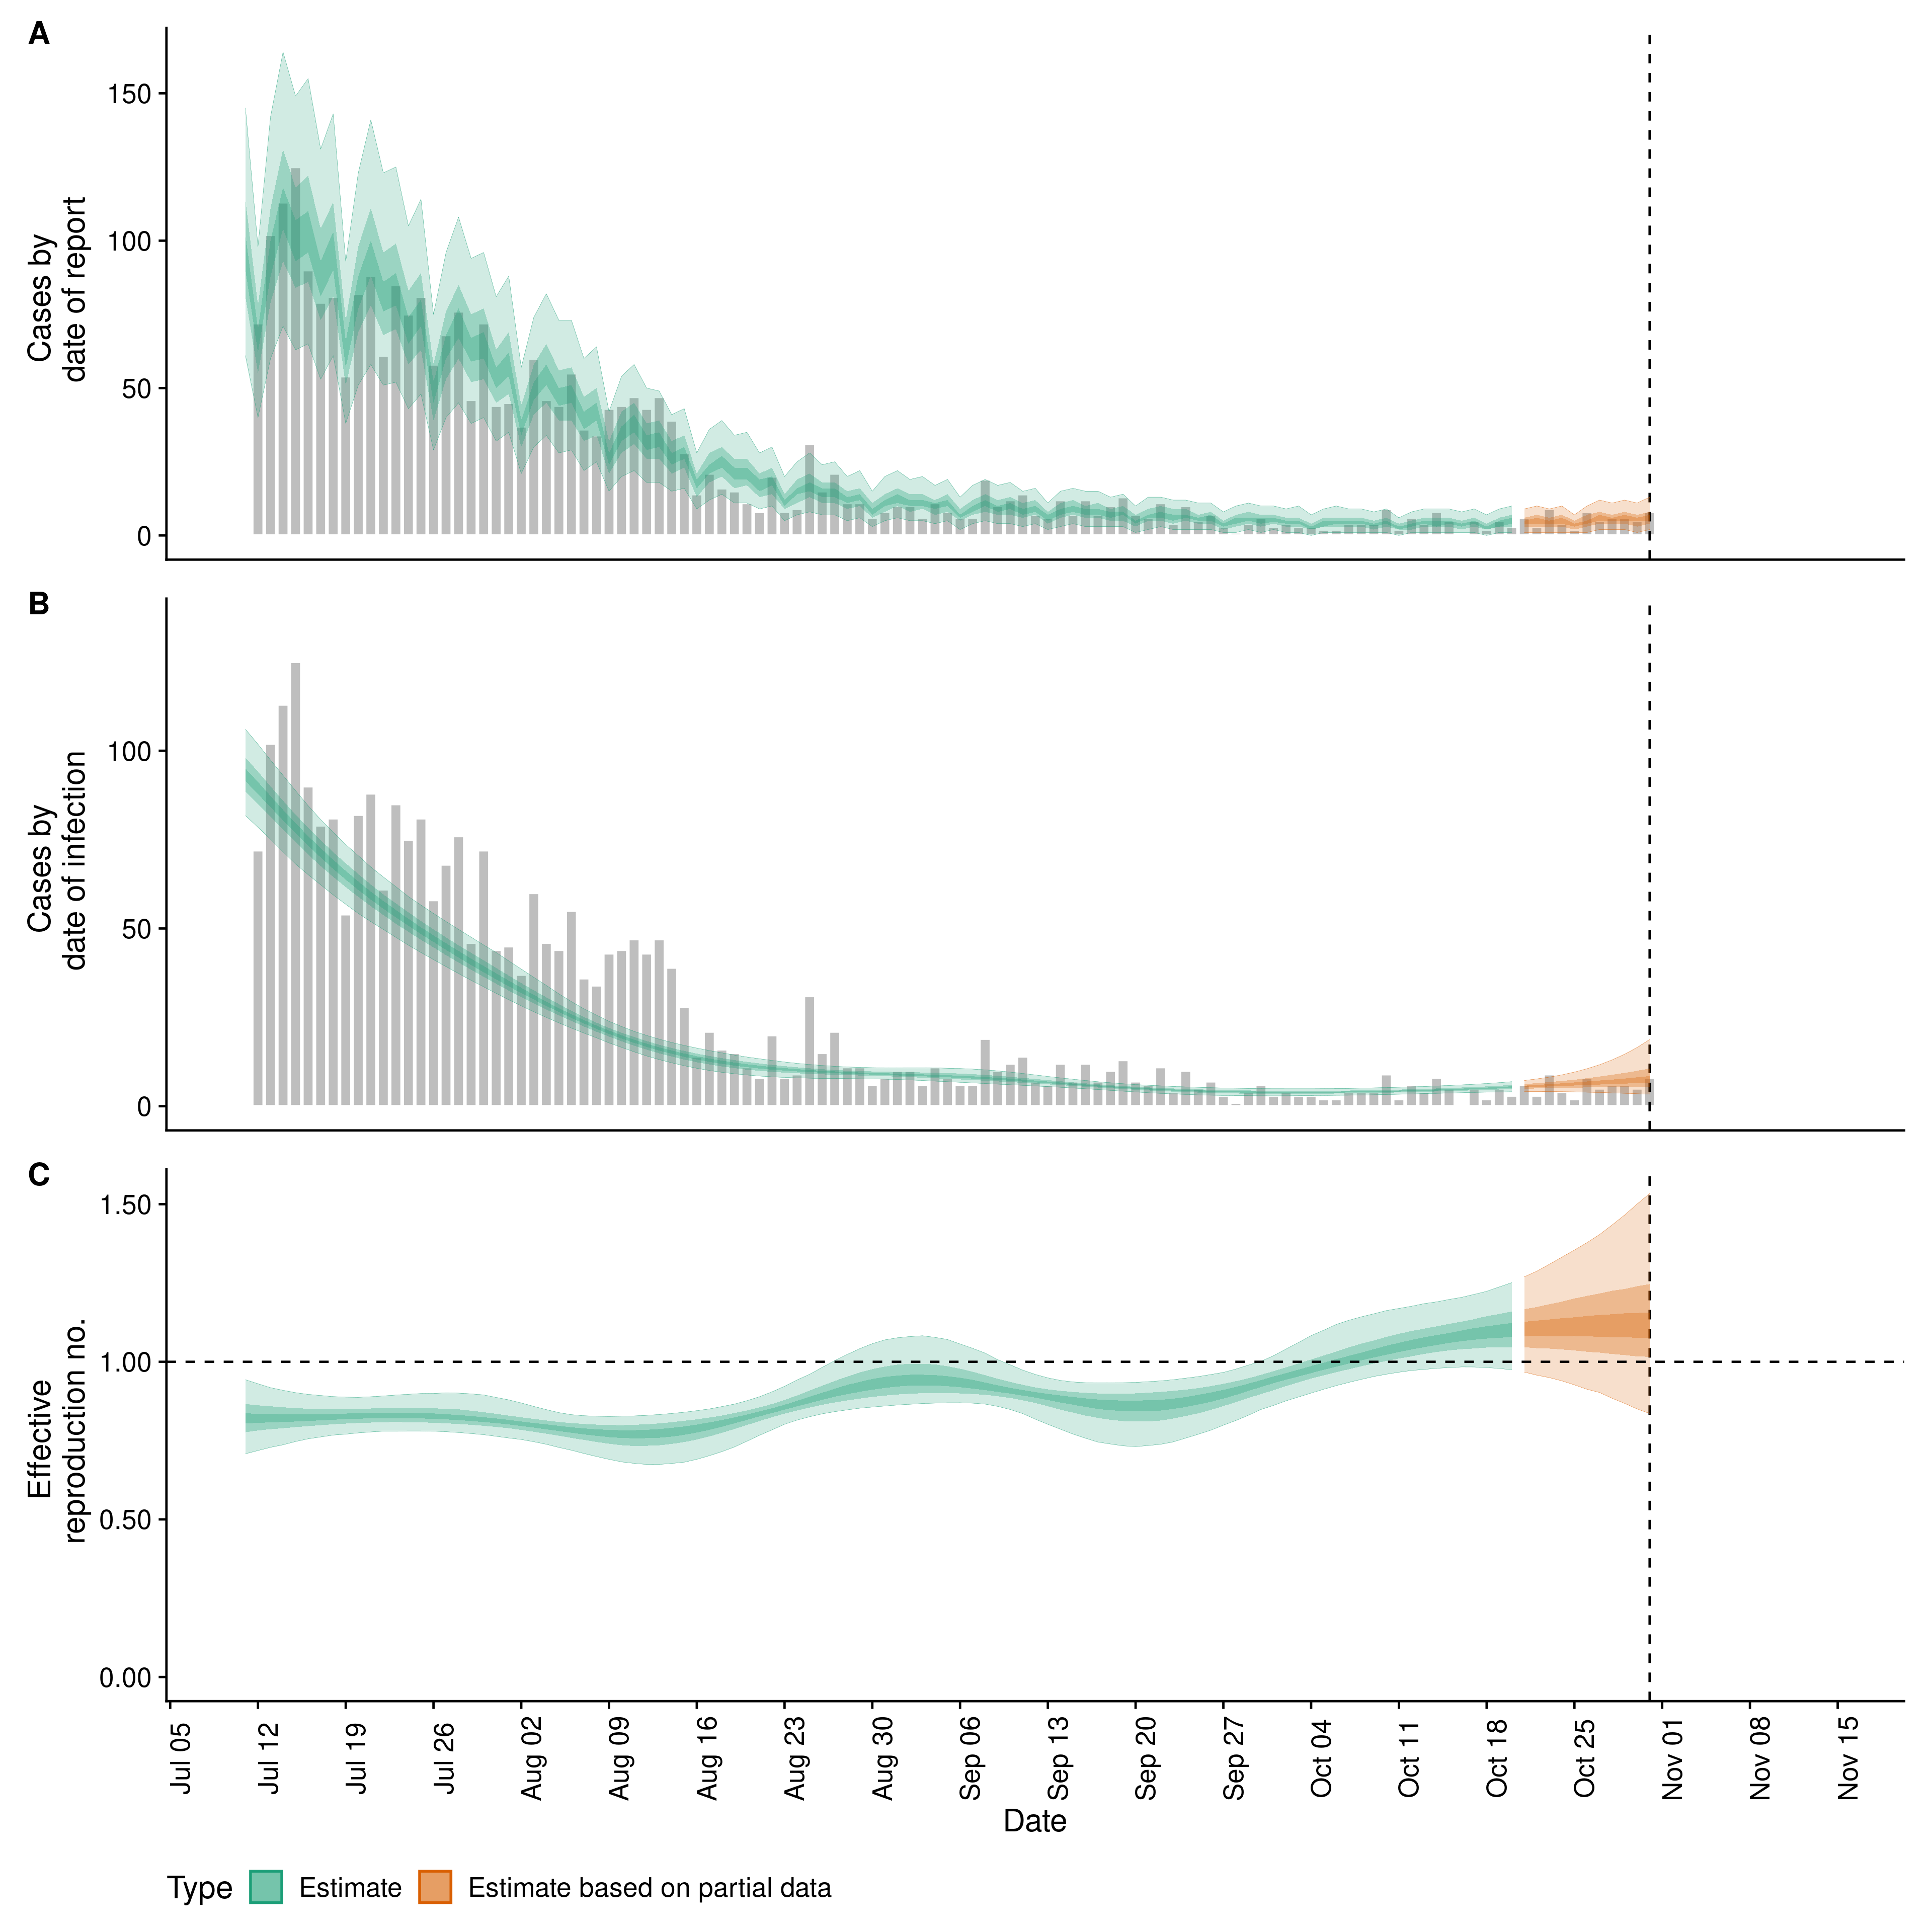 A
150
100
50
0
Cases by
date of report
B
100
50
0
Cases by
date of infection
C
1.50
1.00
0.50
0.00
Effective
reproduction no.
Jul 05
Jul 12
Jul 19
Jul 26
Aug 02
Aug 09
Aug 16
Aug 23
Aug 30
Sep 06
Sep 13
Sep 20
Sep 27
Oct 04
Oct 11
Oct 18
Oct 25
Nov 01
Nov 08
Nov 15
Date
Type Estimate Estimate based on partial data